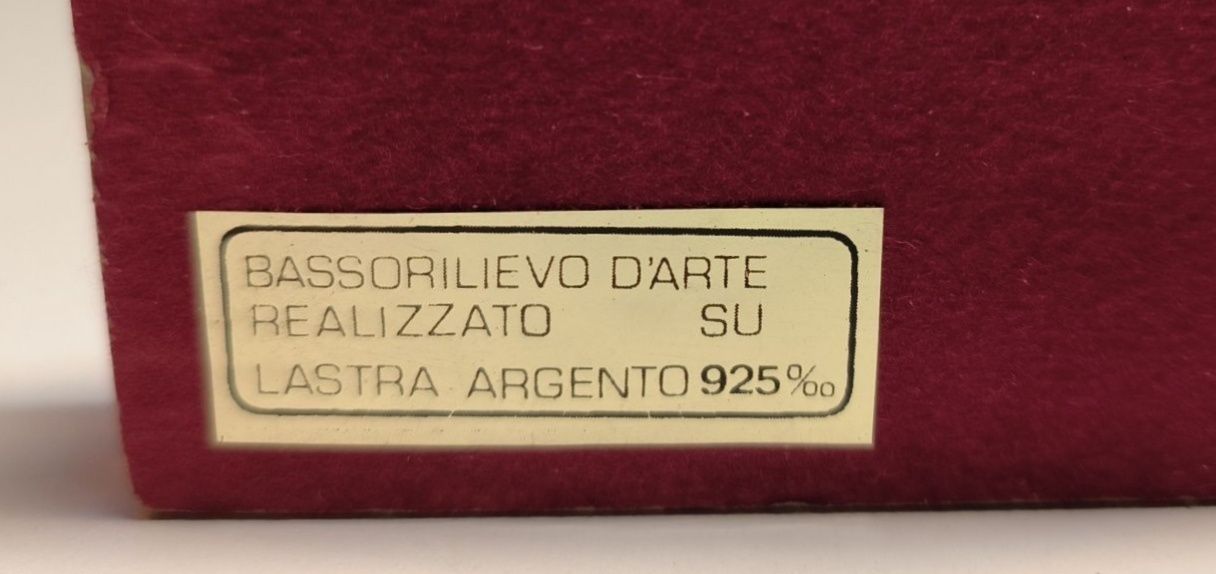 BASSORILIEVO D'ARTE
REALIZZATO SU
LASTRA ARGENTO 925‰